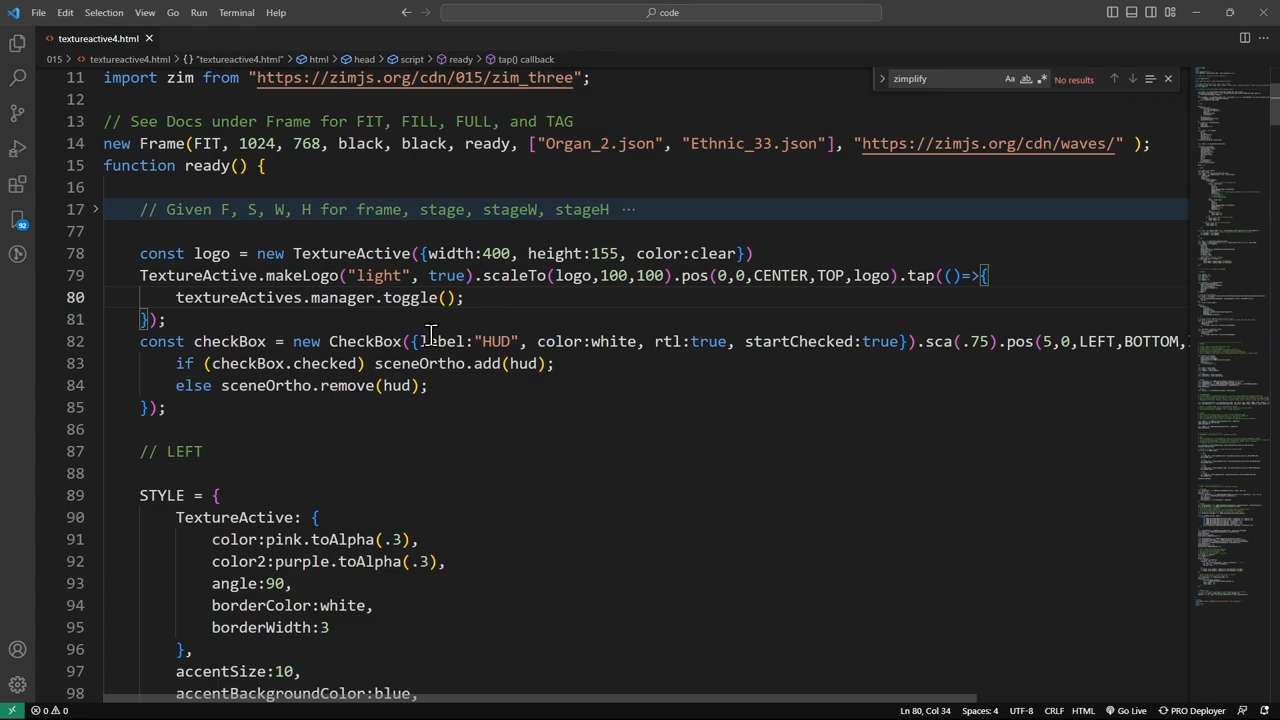 File Edit Selection View Go Run Terminal Help
code
textureactive4.html
015 > textureactive4.html > {} "textureactive4.html" > html > head > script > ready > tap() callback
zimplify Aa ab .* No results
11 import zim from "https://zimjs.org/cdn/015/zim_three";
12
13 // See Docs under Frame for FIT, FILL, FULL, and TAG
14 new Frame(FIT, 1024, 768, black, black, ready, ["Organ_2.json", "Ethnic_33.json"], "https://zimjs.org/cdn/waves/" );
15 function ready() {
16
17 // Given F, S, W, H for frame, stage, stageW, stageH ···
77
78 const logo = new TextureActive({width:400, height:155, color:clear})
79 TextureActive.makeLogo("light", true).scaleTo(logo,100,100).pos(0,0,CENTER,TOP,logo).tap(()=>{
80 textureActives.manager.toggle();
81 });
82 const checkBox = new CheckBox({label:"HUD", color:white, rtl:true, startChecked:true}).sca(.75).pos(5,0,LEFT,BOTTOM,
83 if (checkBox.checked) sceneOrtho.add(hud);
84 else sceneOrtho.remove(hud);
85 });
86
87 // LEFT
88
89 STYLE = {
90 TextureActive: {
91 color:pink.toAlpha(.3),
92 color2:purple.toAlpha(.3),
93 angle:90,
94 borderColor:white,
95 borderWidth:3
96 },
97 accentSize:10,
98 accentBackgroundColor:blue,
92
0 0 Ln 80, Col 34 Spaces: 4 UTF-8 CRLF HTML Go Live PRO Deployer